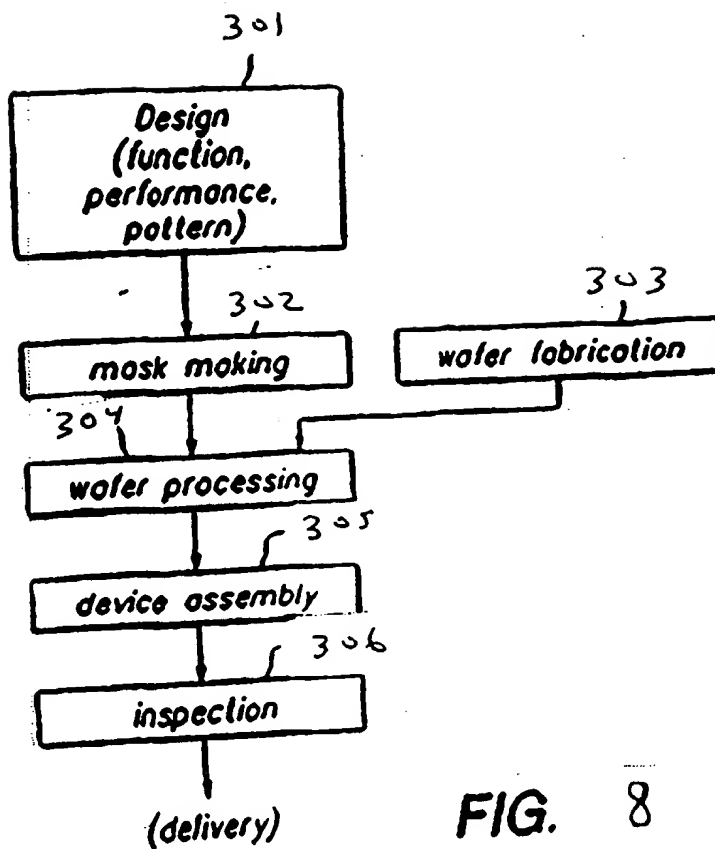 301
Design
(function,
performance,
pattern)
302
mask making
303
wafer fabrication
304
wafer processing
305
device assembly
306
inspection
(delivery)
FIG. 8